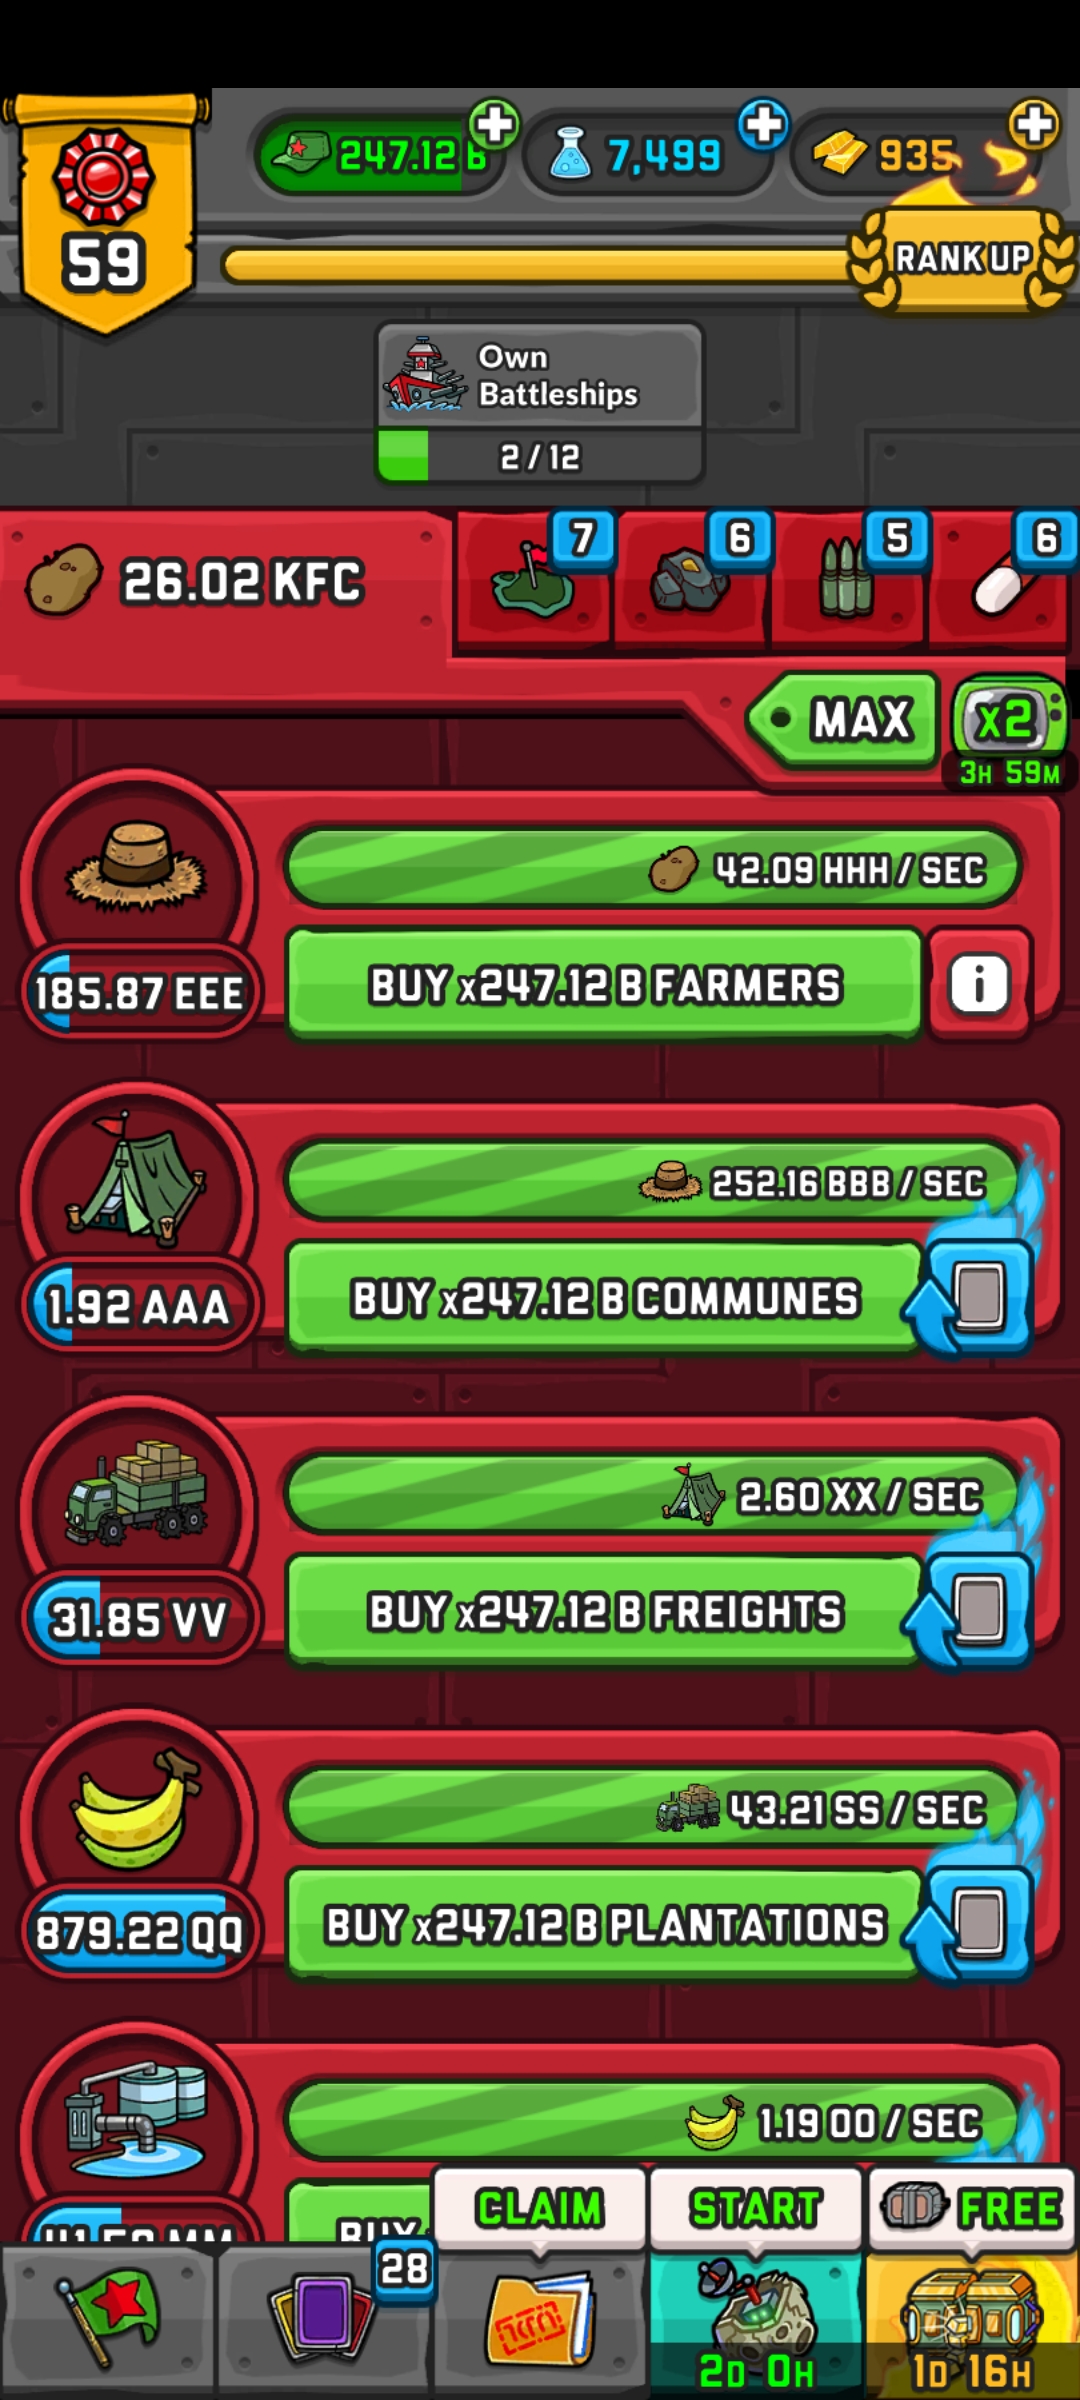 59
247.12 B
7,499
935
RANK UP
Own
Battleships
2 / 12
26.02 KFC
7
6
5
6
MAX
x2
3H 59M
42.09 HHH / SEC
185.87 EEE
BUY x247.12 B FARMERS
i
252.16 BBB / SEC
1.92 AAA
BUY x247.12 B COMMUNES
2.60 XX / SEC
31.85 VV
BUY x247.12 B FREIGHTS
43.21 SS / SEC
879.22 QQ
BUY x247.12 B PLANTATIONS
1.19 OO / SEC
BUY
CLAIM
START
FREE
28
2D 0H
1D 16H